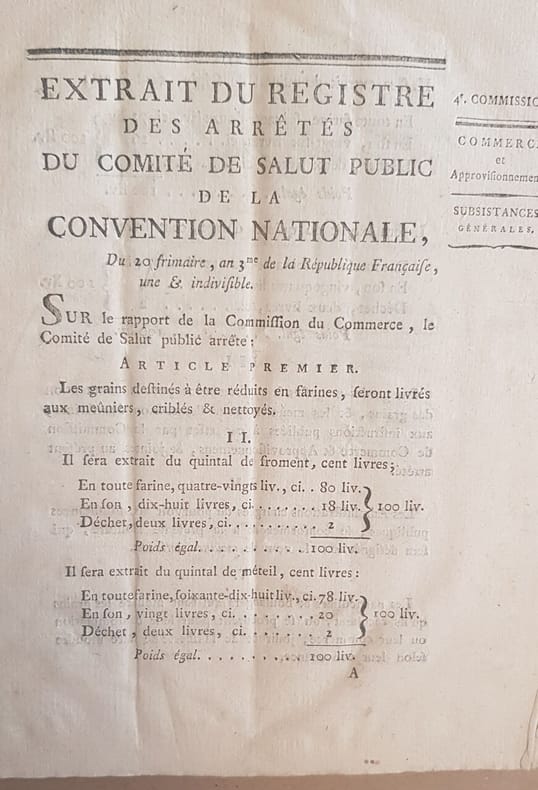 EXTRAIT DU REGISTRE
DES ARRÊTÉS
DU COMITÉ DE SALUT PUBLIC
DE LA
CONVENTION NATIONALE,
Du 20 frimaire, an 3me de la République Françaiſe,
une & indiviſible.
SUR le rapport de la Commiſſion du Commerce, le
Comité de Salut public arrête:
ARTICLE PREMIER.
Les grains deſtinés à être réduits en farines, ſeront livrés
aux meûniers, criblés & nettoyés.
II.
Il ſera extrait du quintal de froment, cent livres;
En toute farine, quatre-vingts liv., ci.. 80 liv.
En ſon, dix-huit livres, ci........ 18 liv. } 100 liv.
Déchet, deux livres, ci........... 2
Poids égal............ 100 liv.
Il ſera extrait du quintal de méteil, cent livres:
En toute farine, ſoixante-dix-huit liv., ci. 78 liv.
En ſon, vingt livres, ci......... 20 } 100 liv.
Déchet, deux livres, ci....... 2
Poids égal.......... 100 liv.
A
4e. COMMISSIO
COMMERC
et
Approviſionnemen
SUBSISTANCES
GÉNÉRALES.